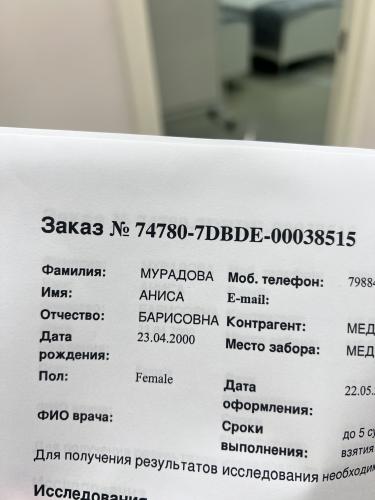 Заказ № 74780-7DBDE-00038515
Фамилия: МУРАДОВА Моб. телефон: 79884
Имя: АНИСА E-mail:
Отчество: БАРИСОВНА Контрагент: МЕД
Дата рождения: 23.04.2000 Место забора: МЕД
Пол: Female Дата оформления: 22.05.
ФИО врача: Сроки выполнения: до 5 су
взятия
Для получения результатов исследования необходи
Исследования